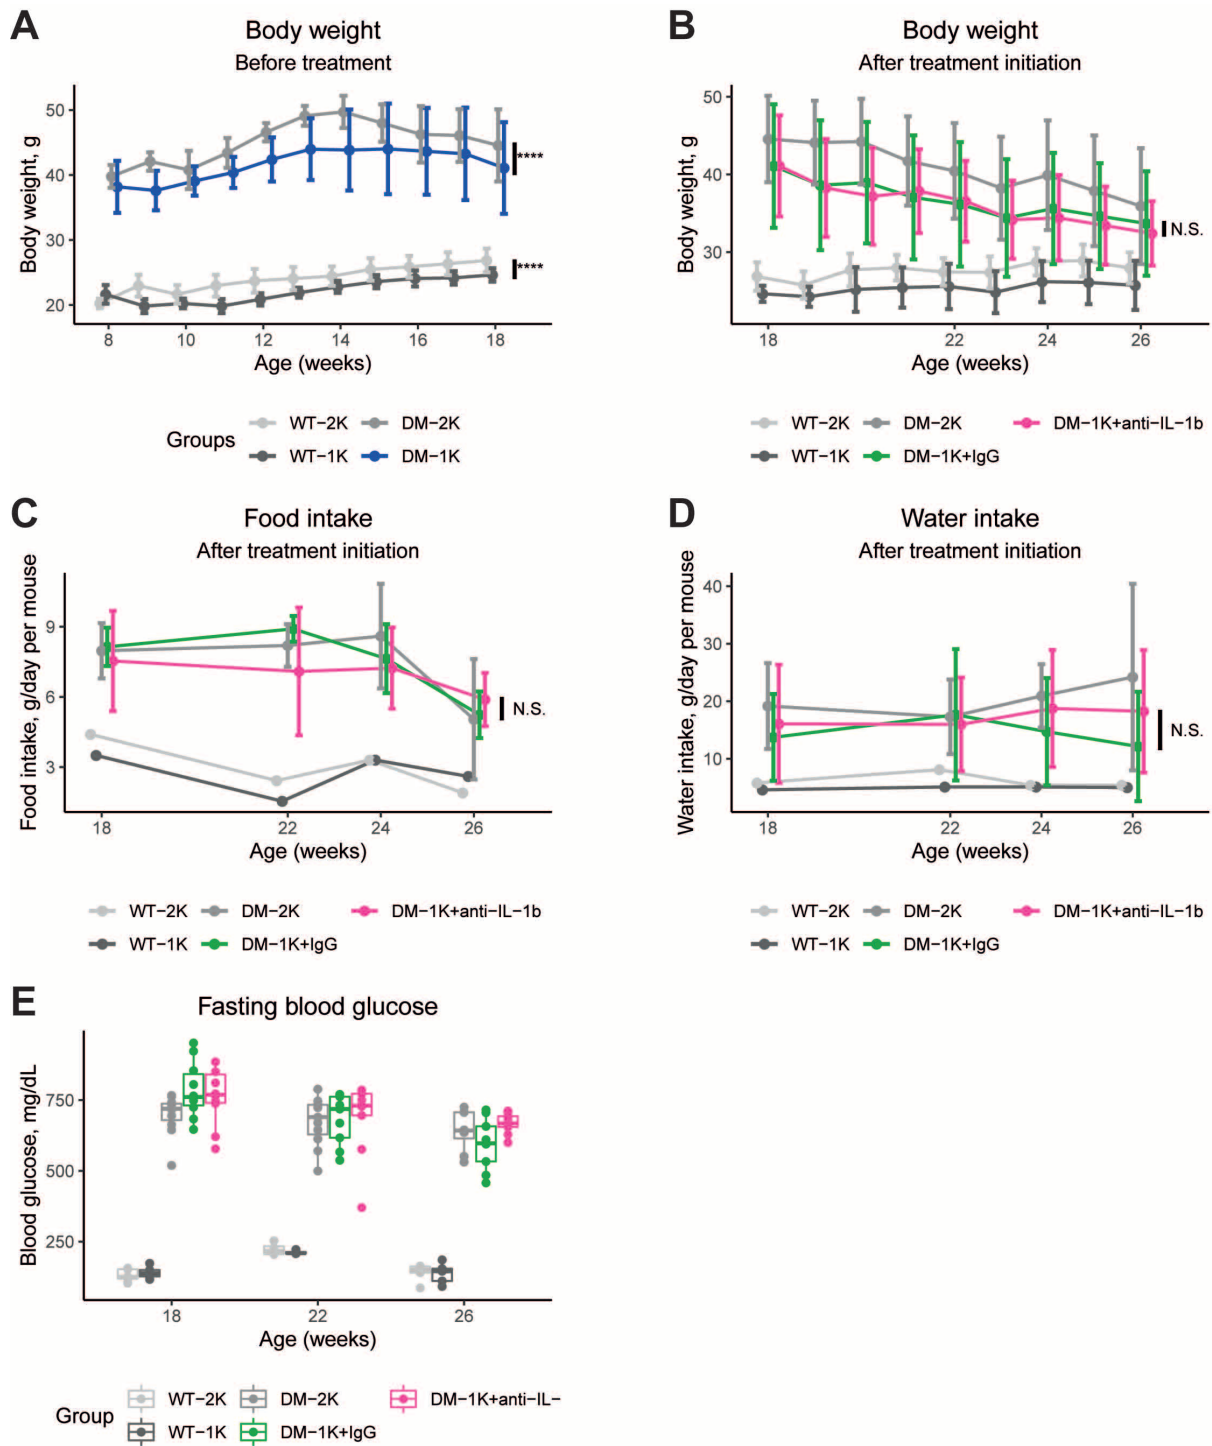 A
Body weight
Before treatment
Body weight, g
50
40
30
20
****
****
8
10
12
14
16
18
Age (weeks)
Groups
WT−2K
DM−2K
WT−1K
DM−1K
B
Body weight
After treatment initiation
Body weight, g
50
40
30
N.S.
18
22
24
26
Age (weeks)
WT−2K
DM−2K
DM−1K+anti−IL−1b
WT−1K
DM−1K+IgG
C
Food intake
After treatment initiation
Food intake, g/day per mouse
9
6
3
N.S.
18
22
24
26
Age (weeks)
WT−2K
DM−2K
DM−1K+anti−IL−1b
WT−1K
DM−1K+IgG
D
Water intake
After treatment initiation
Water intake, g/day per mouse
40
30
20
10
N.S.
18
22
24
26
Age (weeks)
WT−2K
DM−2K
DM−1K+anti−IL−1b
WT−1K
DM−1K+IgG
E
Fasting blood glucose
Blood glucose, mg/dL
750
500
250
18
22
26
Age (weeks)
Group
WT−2K
DM−2K
DM−1K+anti−IL−
WT−1K
DM−1K+IgG